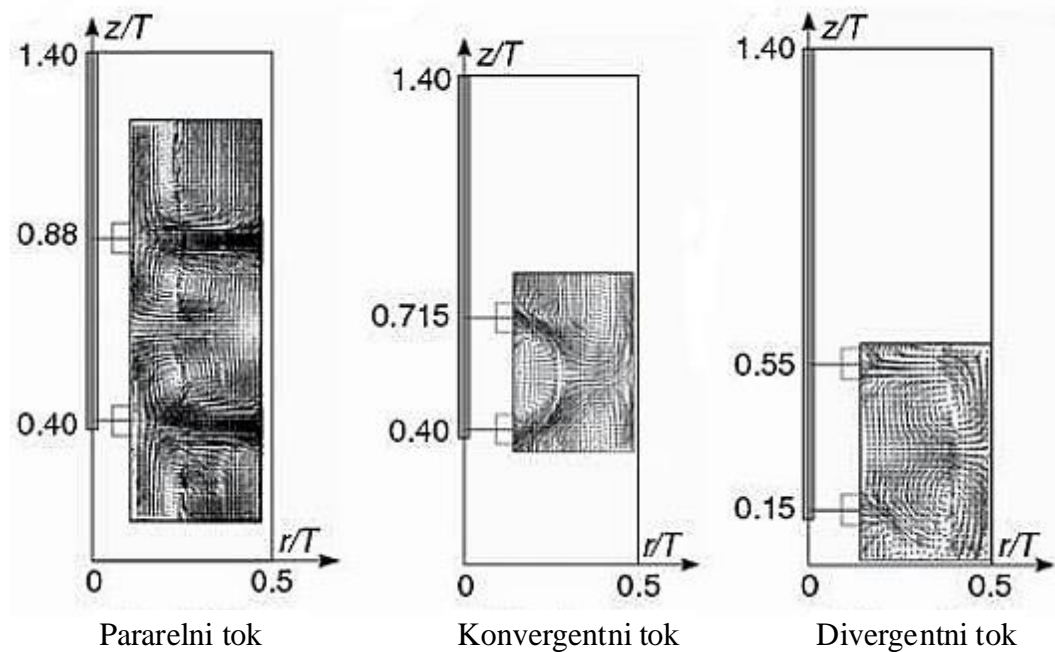 z/T
1.40
0.88
0.40
r/T
0
0.5
Pararelni tok
z/T
1.40
0.715
0.40
r/T
0
0.5
Konvergentni tok
z/T
1.40
0.55
0.15
r/T
0
0.5
Divergentni tok